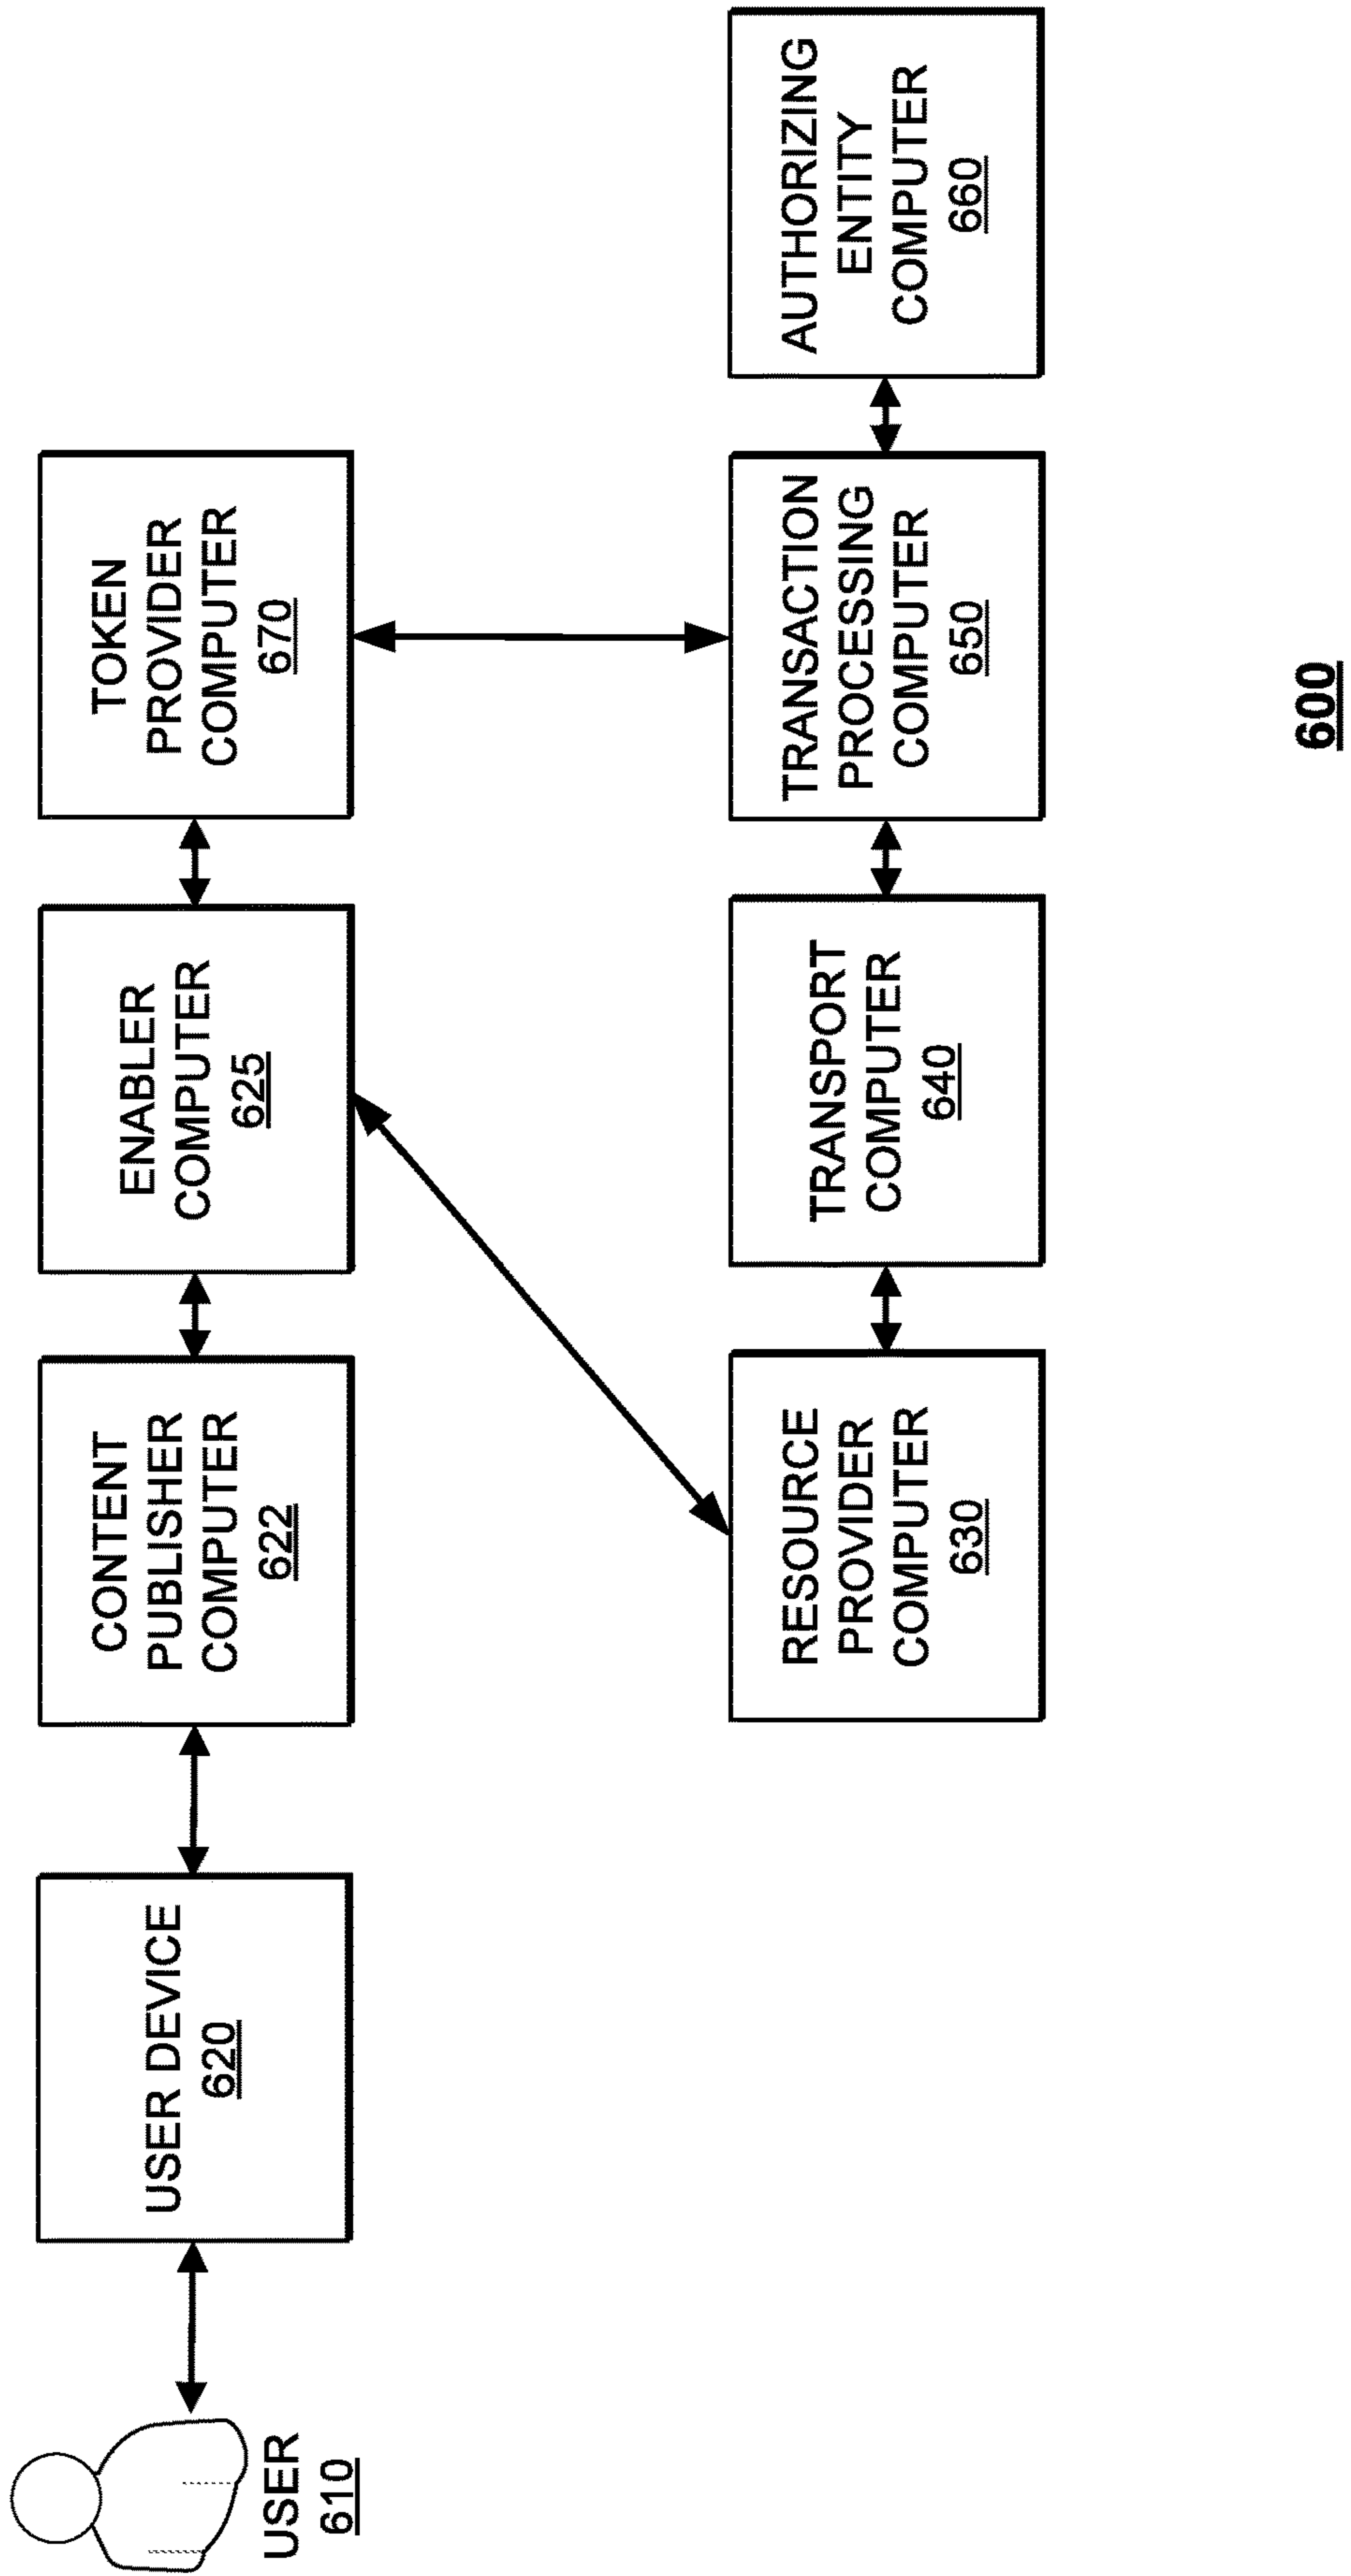 USER
610
USER DEVICE
620
CONTENT
PUBLISHER
COMPUTER
622
ENABLER
COMPUTER
625
TOKEN
PROVIDER
COMPUTER
670
RESOURCE
PROVIDER
COMPUTER
630
TRANSPORT
COMPUTER
640
TRANSACTION
PROCESSING
COMPUTER
650
AUTHORIZING
ENTITY
COMPUTER
660
600